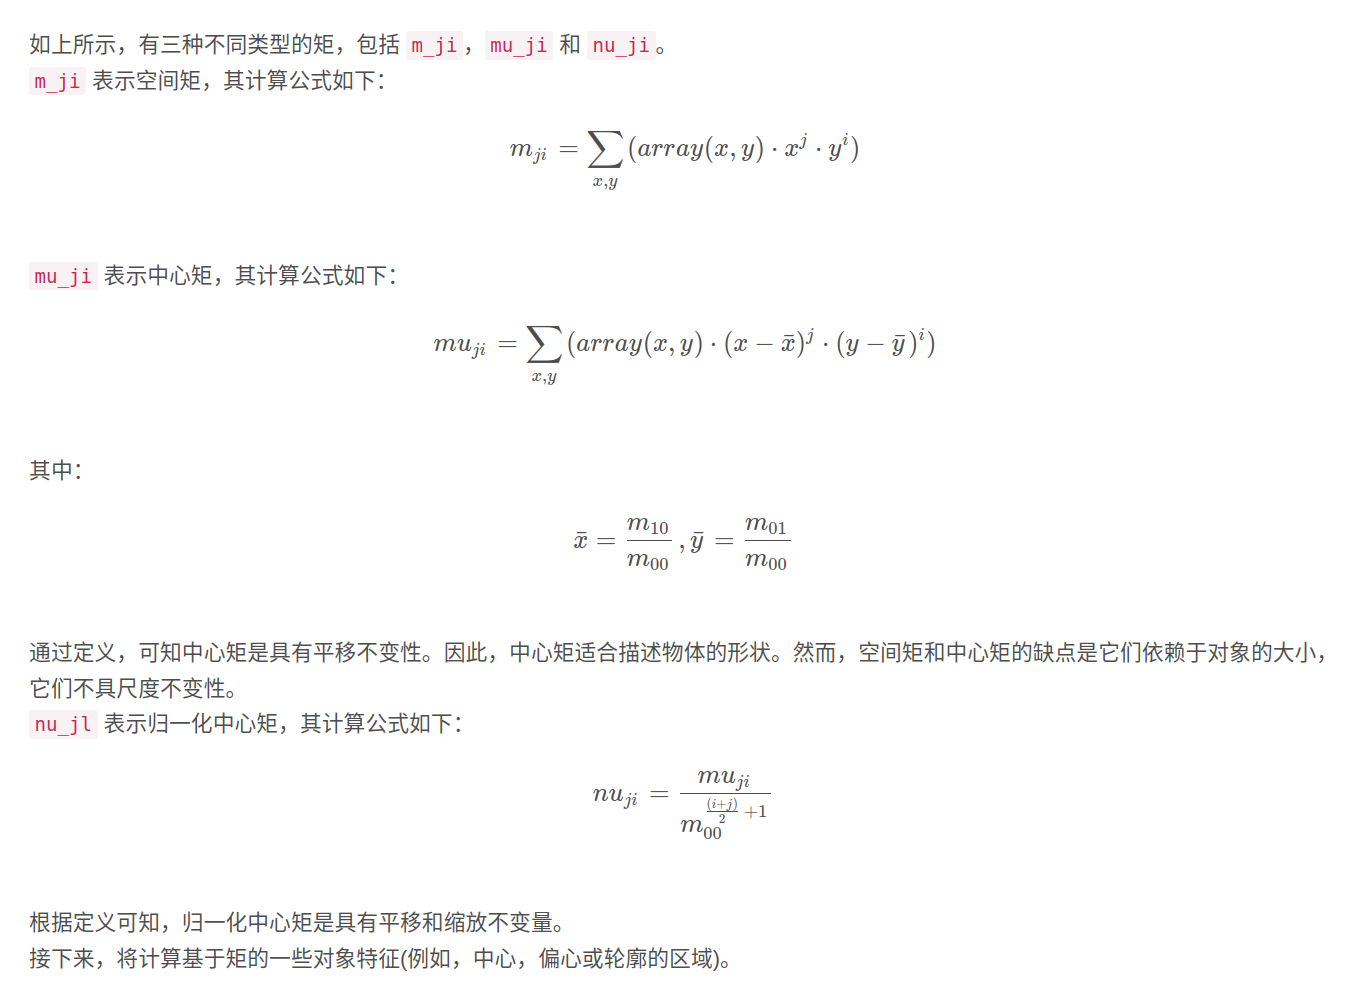 如上所示，有三种不同类型的矩，包括 m_ji，mu_ji 和 nu_ji。
m_ji 表示空间矩，其计算公式如下：
$$m_{ji} = \sum_{x,y} (array(x,y) \cdot x^j \cdot y^i)$$
mu_ji 表示中心矩，其计算公式如下：
$$mu_{ji} = \sum_{x,y} (array(x,y) \cdot (x - \bar{x})^j \cdot (y - \bar{y})^i)$$
其中：
$$\bar{x} = \frac{m_{10}}{m_{00}}, \bar{y} = \frac{m_{01}}{m_{00}}$$
通过定义，可知中心矩是具有平移不变性。因此，中心矩适合描述物体的形状。然而，空间矩和中心矩的缺点是它们依赖于对象的大小，
它们不具尺度不变性。
nu_jl 表示归一化中心矩，其计算公式如下：
$$nu_{ji} = \frac{mu_{ji}}{m_{00}^{\frac{(i+j)}{2}+1}}$$
根据定义可知，归一化中心矩是具有平移和缩放不变量。
接下来，将计算基于矩的一些对象特征(例如，中心，偏心或轮廓的区域)。